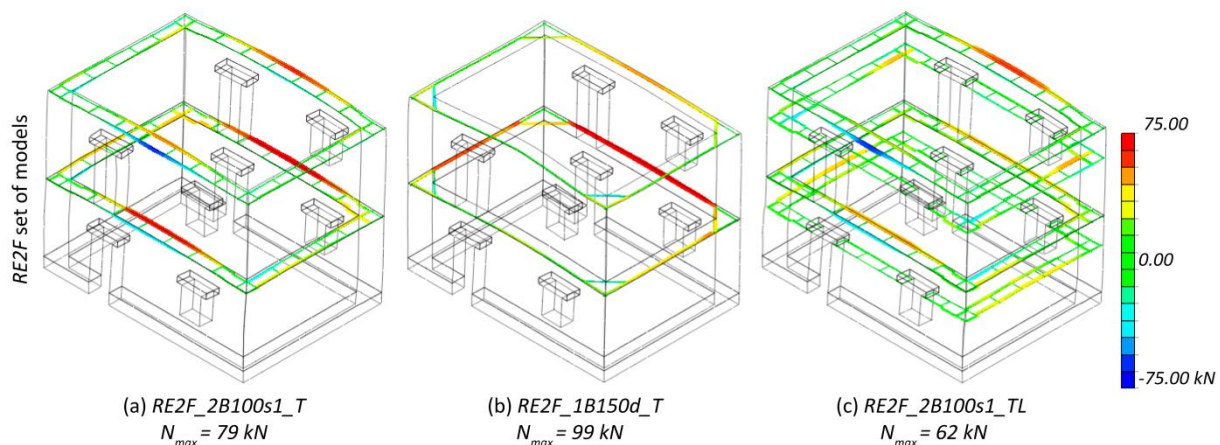 RE2F set of models
75.00
0.00
-75.00 kN
(a) RE2F_2B100s1_T
N_max = 79 kN
(b) RE2F_1B150d_T
N_max = 99 kN
(c) RE2F_2B100s1_TL
N_max = 62 kN